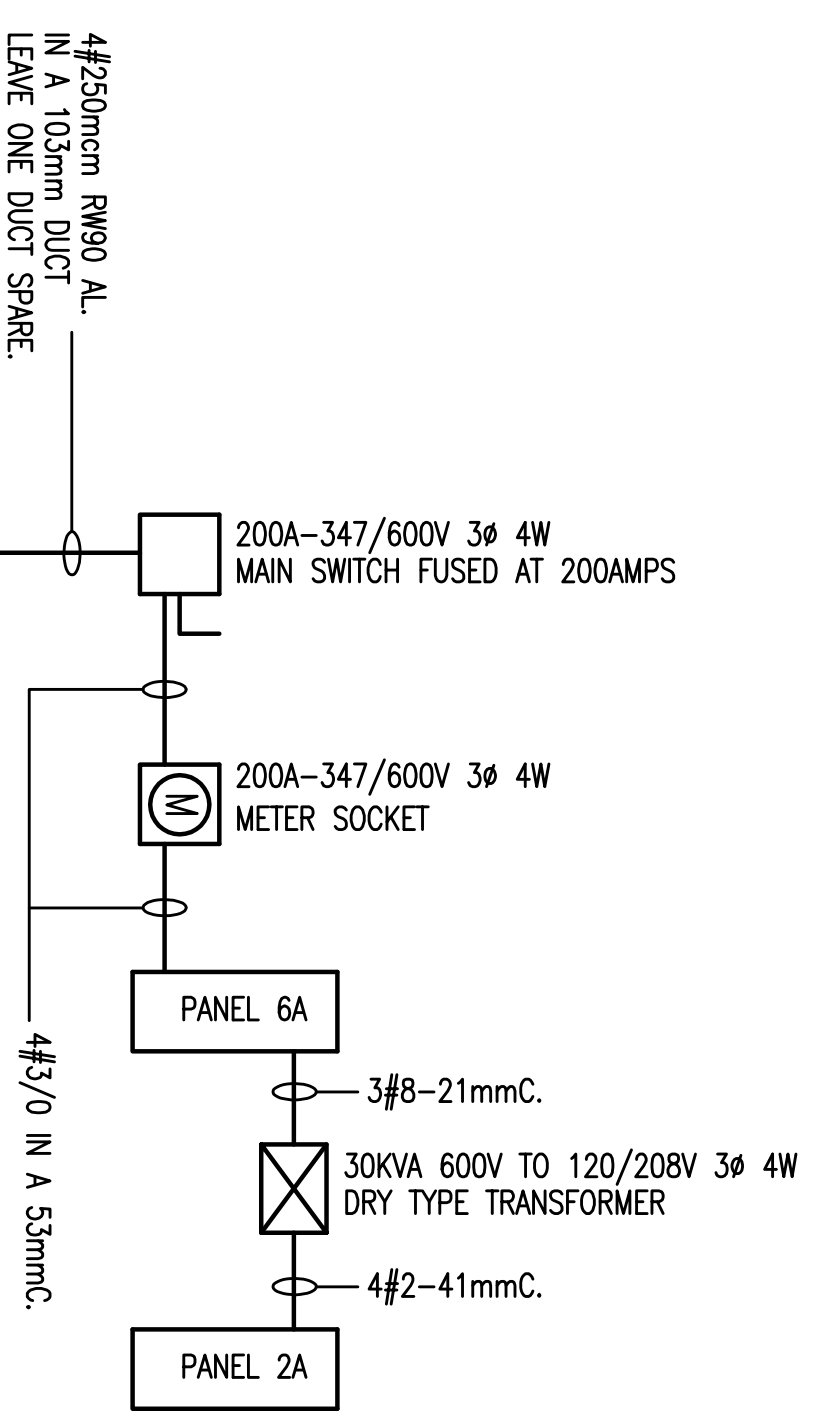 4#250mcm RW90 AL.
IN A 103mm DUCT
LEAVE ONE DUCT SPARE.
200A-347/600V 3ø 4W
MAIN SWITCH FUSED AT 200AMPS
200A-347/600V 3ø 4W
METER SOCKET
M
PANEL 6A
4#3/0 IN A 53mmC.
3#8-21mmC.
30KVA 600V TO 120/208V 3ø 4W
DRY TYPE TRANSFORMER
4#2-41mmC.
PANEL 2A